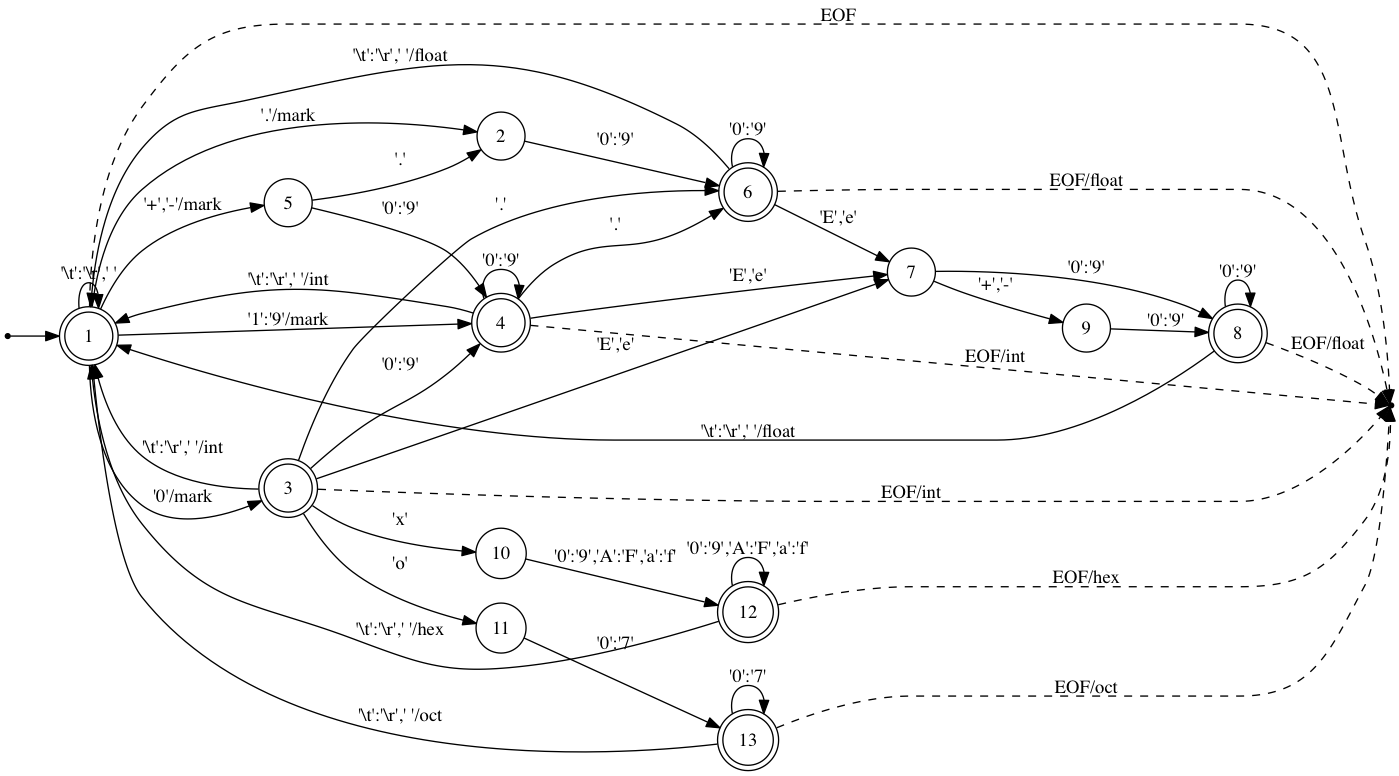 EOF
'\t':'\r',' '/float
'.'/mark
2
'0':'9'
'0':'9'
6
EOF/float
'.'
'+','-'/mark
5
'0':'9'
'.'
'.'
'E','e'
'\t':'\r',' '
'\t':'\r',' '/int
'0':'9'
7
'0':'9'
'0':'9'
'+','-'
1
'1':'9'/mark
4
'E','e'
9
'0':'9'
8
EOF/float
'E','e'
EOF/int
'0':'9'
'\t':'\r',' '/float
'\t':'\r',' '/int
'0'/mark
3
EOF/int
'x'
10
'0':'9','A':'F','a':'f'
'0':'9','A':'F','a':'f'
'o'
12
EOF/hex
11
'\t':'\r',' '/hex
'0':'7'
'0':'7'
EOF/oct
'\t':'\r',' '/oct
13